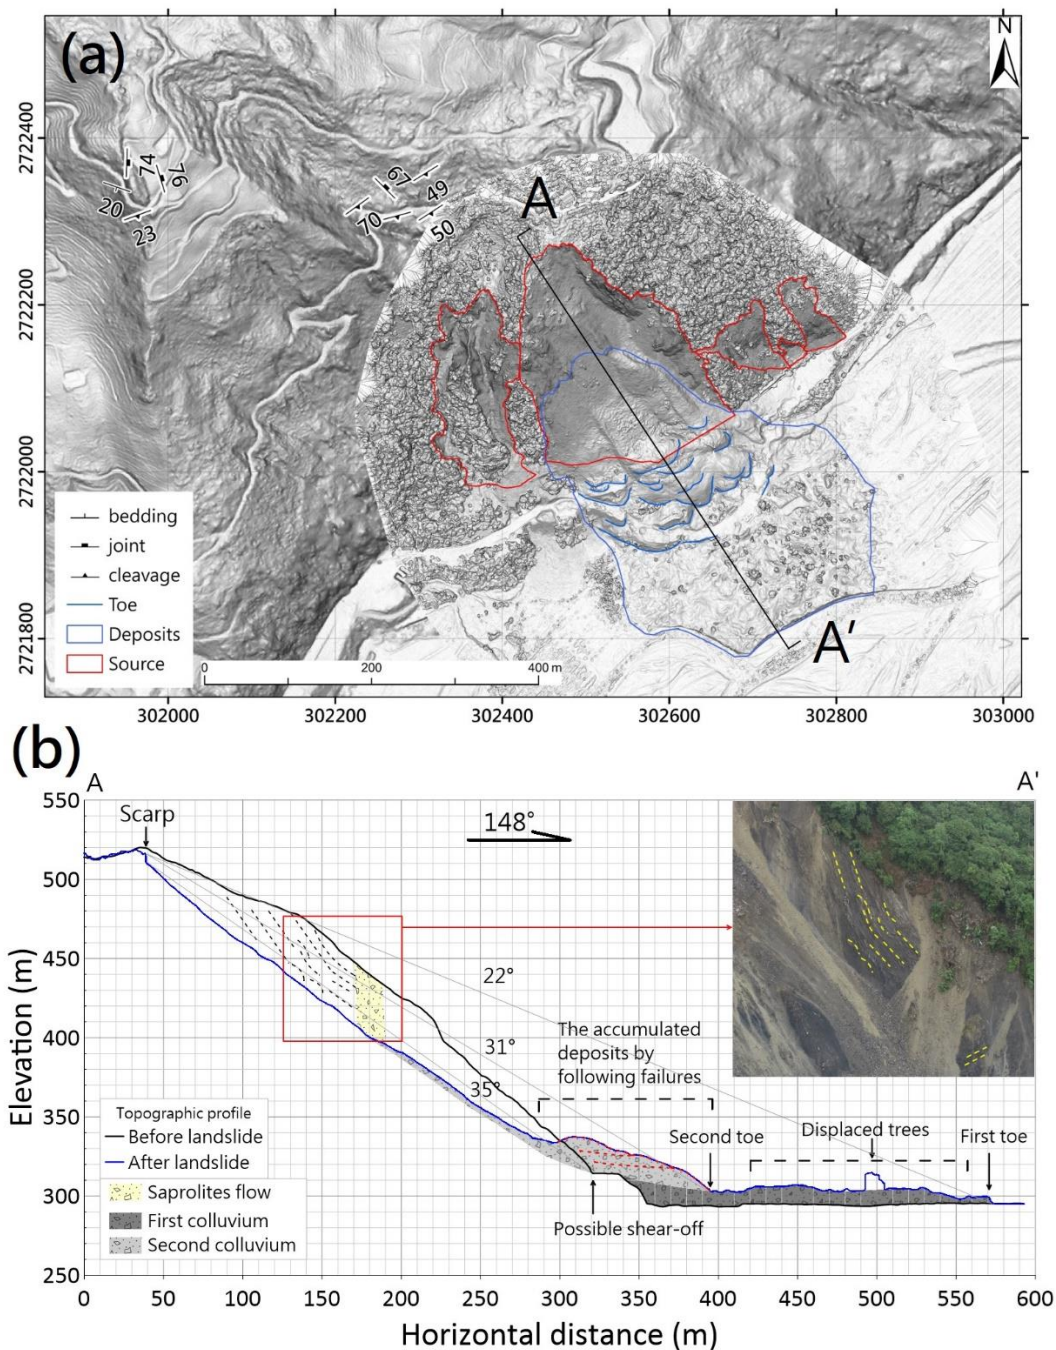 (a)
N
2722400
2722200
2722000
2721800
74
76
20
23
67
49
70
50
A
A'
bedding
joint
cleavage
Toe
Deposits
Source
0 200 400 m
302000 302200 302400 302600 302800 303000
(b)
A A'
550
500
450
400
350
300
250
Elevation (m)
Scarp
148°
22°
31°
35°
The accumulated
deposits by
following failures
Second toe
Displaced trees
First toe
Possible shear-off
Topographic profile
Before landslide
After landslide
Saprolites flow
First colluvium
Second colluvium
0 50 100 150 200 250 300 350 400 450 500 550 600
Horizontal distance (m)